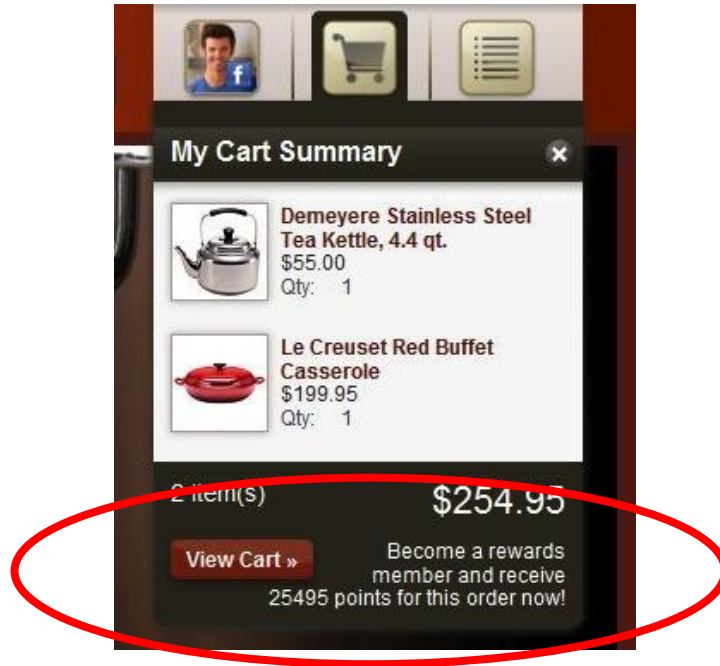 f
My Cart Summary
Demeyere Stainless Steel
Tea Kettle, 4.4 qt.
$55.00
Qty: 1
Le Creuset Red Buffet
Casserole
$199.95
Qty: 1
2 item(s)
$254.95
View Cart »
Become a rewards
member and receive
25495 points for this order now!